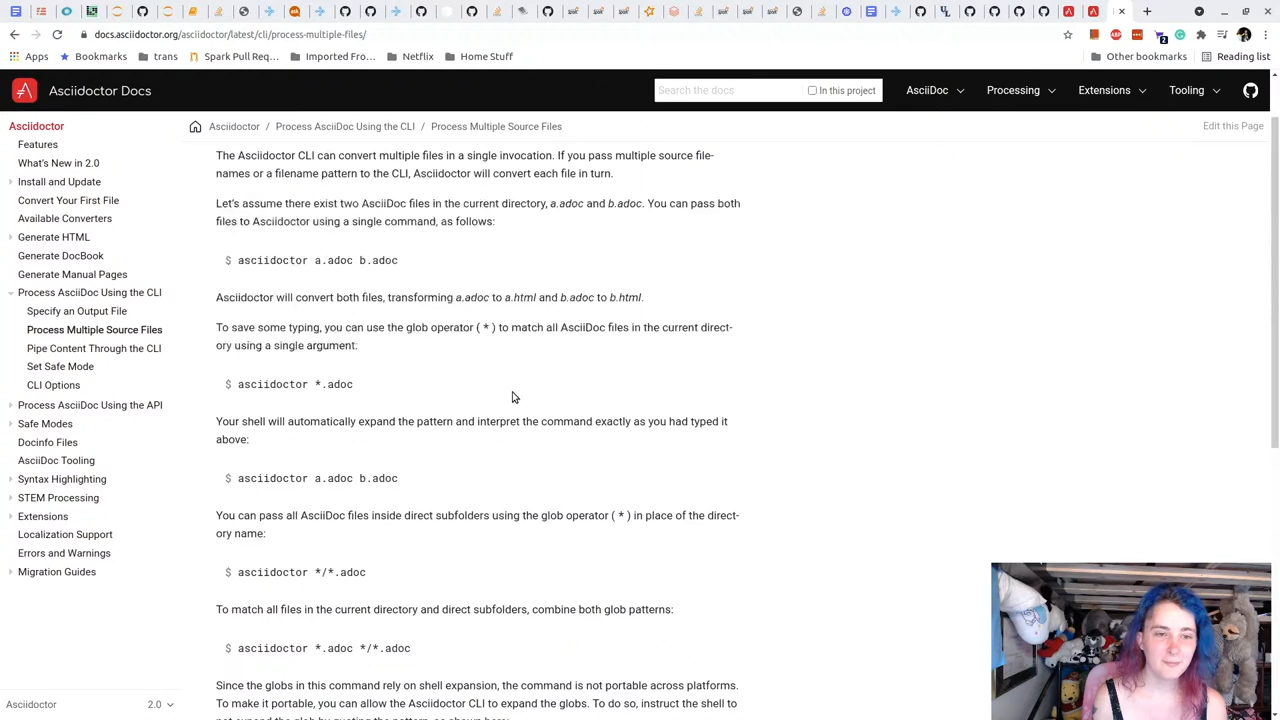 docs.asciidoctor.org/asciidoctor/latest/cli/process-multiple-files/
Apps
Bookmarks
trans
Spark Pull Req...
Imported Fro...
Netflix
Home Stuff
Other bookmarks
Reading list
Asciidoctor Docs
Search the docs
In this project
AsciiDoc
Processing
Extensions
Tooling
Asciidoctor / Process AsciiDoc Using the CLI / Process Multiple Source Files
Edit this Page
Asciidoctor
Features
What's New in 2.0
Install and Update
Convert Your First File
Available Converters
Generate HTML
Generate DocBook
Generate Manual Pages
Process AsciiDoc Using the CLI
Specify an Output File
Process Multiple Source Files
Pipe Content Through the CLI
Set Safe Mode
CLI Options
Process AsciiDoc Using the API
Safe Modes
Docinfo Files
AsciiDoc Tooling
Syntax Highlighting
STEM Processing
Extensions
Localization Support
Errors and Warnings
Migration Guides
Asciidoctor
2.0
The Asciidoctor CLI can convert multiple files in a single invocation. If you pass multiple source file-
names or a filename pattern to the CLI, Asciidoctor will convert each file in turn.
Let's assume there exist two AsciiDoc files in the current directory, a.adoc and b.adoc. You can pass both
files to Asciidoctor using a single command, as follows:
$ asciidoctor a.adoc b.adoc
Asciidoctor will convert both files, transforming a.adoc to a.html and b.adoc to b.html.
To save some typing, you can use the glob operator ( * ) to match all AsciiDoc files in the current direct-
ory using a single argument:
$ asciidoctor *.adoc
Your shell will automatically expand the pattern and interpret the command exactly as you had typed it
above:
$ asciidoctor a.adoc b.adoc
You can pass all AsciiDoc files inside direct subfolders using the glob operator ( * ) in place of the direct-
ory name:
$ asciidoctor */*.adoc
To match all files in the current directory and direct subfolders, combine both glob patterns:
$ asciidoctor *.adoc */*.adoc
Since the globs in this command rely on shell expansion, the command is not portable across platforms.
To make it portable, you can allow the Asciidoctor CLI to expand the globs. To do so, instruct the shell to
not expand the glob by quoting the pattern, as shown here: